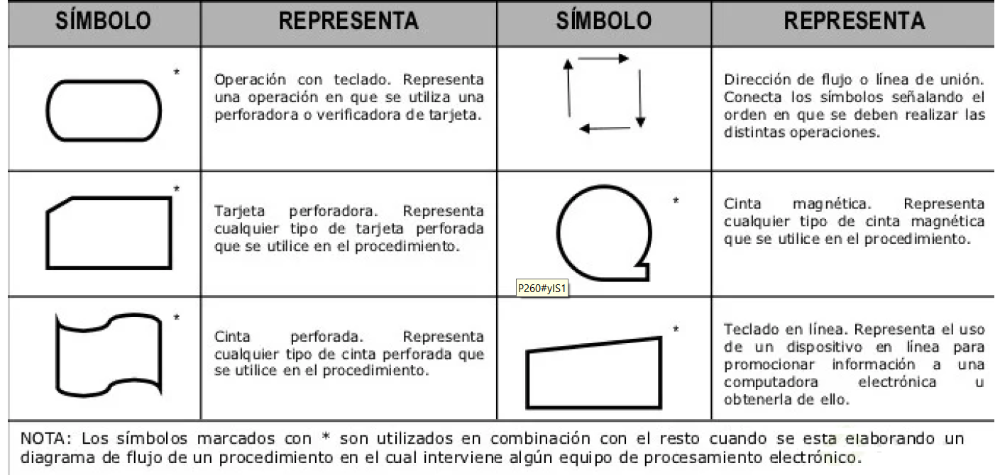 SÍMBOLO REPRESENTA SÍMBOLO REPRESENTA
*
Operación con teclado. Representa
una operación en que se utiliza una
perforadora o verificadora de tarjeta.
Dirección de flujo o línea de unión.
Conecta los símbolos señalando el
orden en que se deben realizar las
distintas operaciones.
*
Tarjeta perforadora. Representa
cualquier tipo de tarjeta perforada
que se utilice en el procedimiento.
*
Cinta magnética. Representa
cualquier tipo de cinta magnética
que se utilice en el procedimiento.
P260#yIS1
*
Cinta perforada. Representa
cualquier tipo de cinta perforada que
se utilice en el procedimiento.
*
Teclado en línea. Representa el uso
de un dispositivo en línea para
promocionar información a una
computadora electrónica u
obtenerla de ello.
NOTA: Los símbolos marcados con * son utilizados en combinación con el resto cuando se esta elaborando un
diagrama de flujo de un procedimiento en el cual interviene algún equipo de procesamiento electrónico.